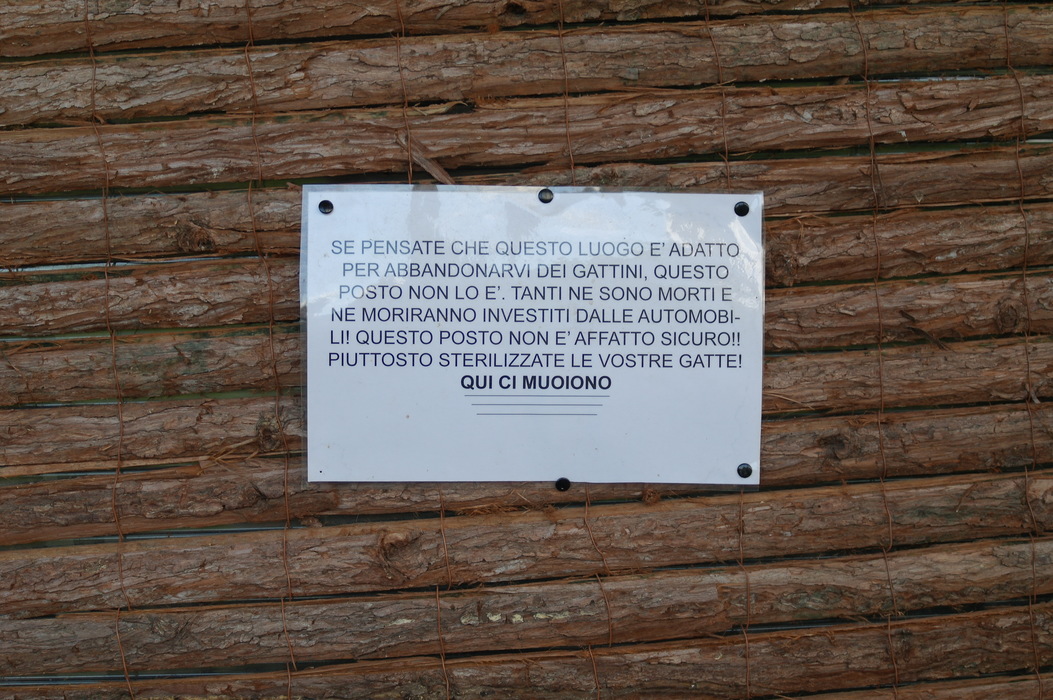 SE PENSATE CHE QUESTO LUOGO E' ADATTO
PER ABBANDONARVI DEI GATTINI, QUESTO
POSTO NON LO E'. TANTI NE SONO MORTI E
NE MORIRANNO INVESTITI DALLE AUTOMOBI-
LI! QUESTO POSTO NON E' AFFATTO SICURO!!
PIUTTOSTO STERILIZZATE LE VOSTRE GATTE!
QUI CI MUOIONO